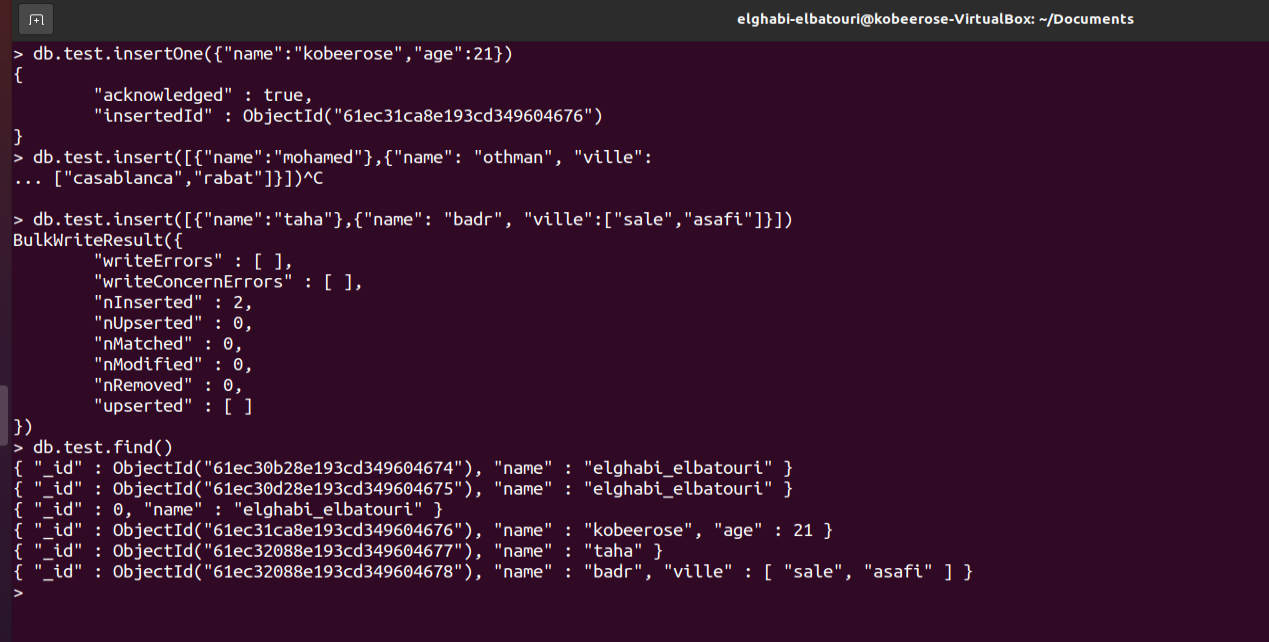 elghabi-elbatouri@kobeerose-VirtualBox: ~/Documents
> db.test.insertOne({"name":"kobeerose","age":21})
{
        "acknowledged" : true,
        "insertedId" : ObjectId("61ec31ca8e193cd349604676")
}
> db.test.insert([{"name":"mohamed"},{"name": "othman", "ville":
... ["casablanca","rabat"]}])^C

> db.test.insert([{"name":"taha"},{"name": "badr", "ville":["sale","asafi"]}])
BulkWriteResult({
        "writeErrors" : [ ],
        "writeConcernErrors" : [ ],
        "nInserted" : 2,
        "nUpserted" : 0,
        "nMatched" : 0,
        "nModified" : 0,
        "nRemoved" : 0,
        "upserted" : [ ]
})
> db.test.find()
{ "_id" : ObjectId("61ec30b28e193cd349604674"), "name" : "elghabi_elbatouri" }
{ "_id" : ObjectId("61ec30d28e193cd349604675"), "name" : "elghabi_elbatouri" }
{ "_id" : 0, "name" : "elghabi_elbatouri" }
{ "_id" : ObjectId("61ec31ca8e193cd349604676"), "name" : "kobeerose", "age" : 21 }
{ "_id" : ObjectId("61ec32088e193cd349604677"), "name" : "taha" }
{ "_id" : ObjectId("61ec32088e193cd349604678"), "name" : "badr", "ville" : [ "sale", "asafi" ] }
>